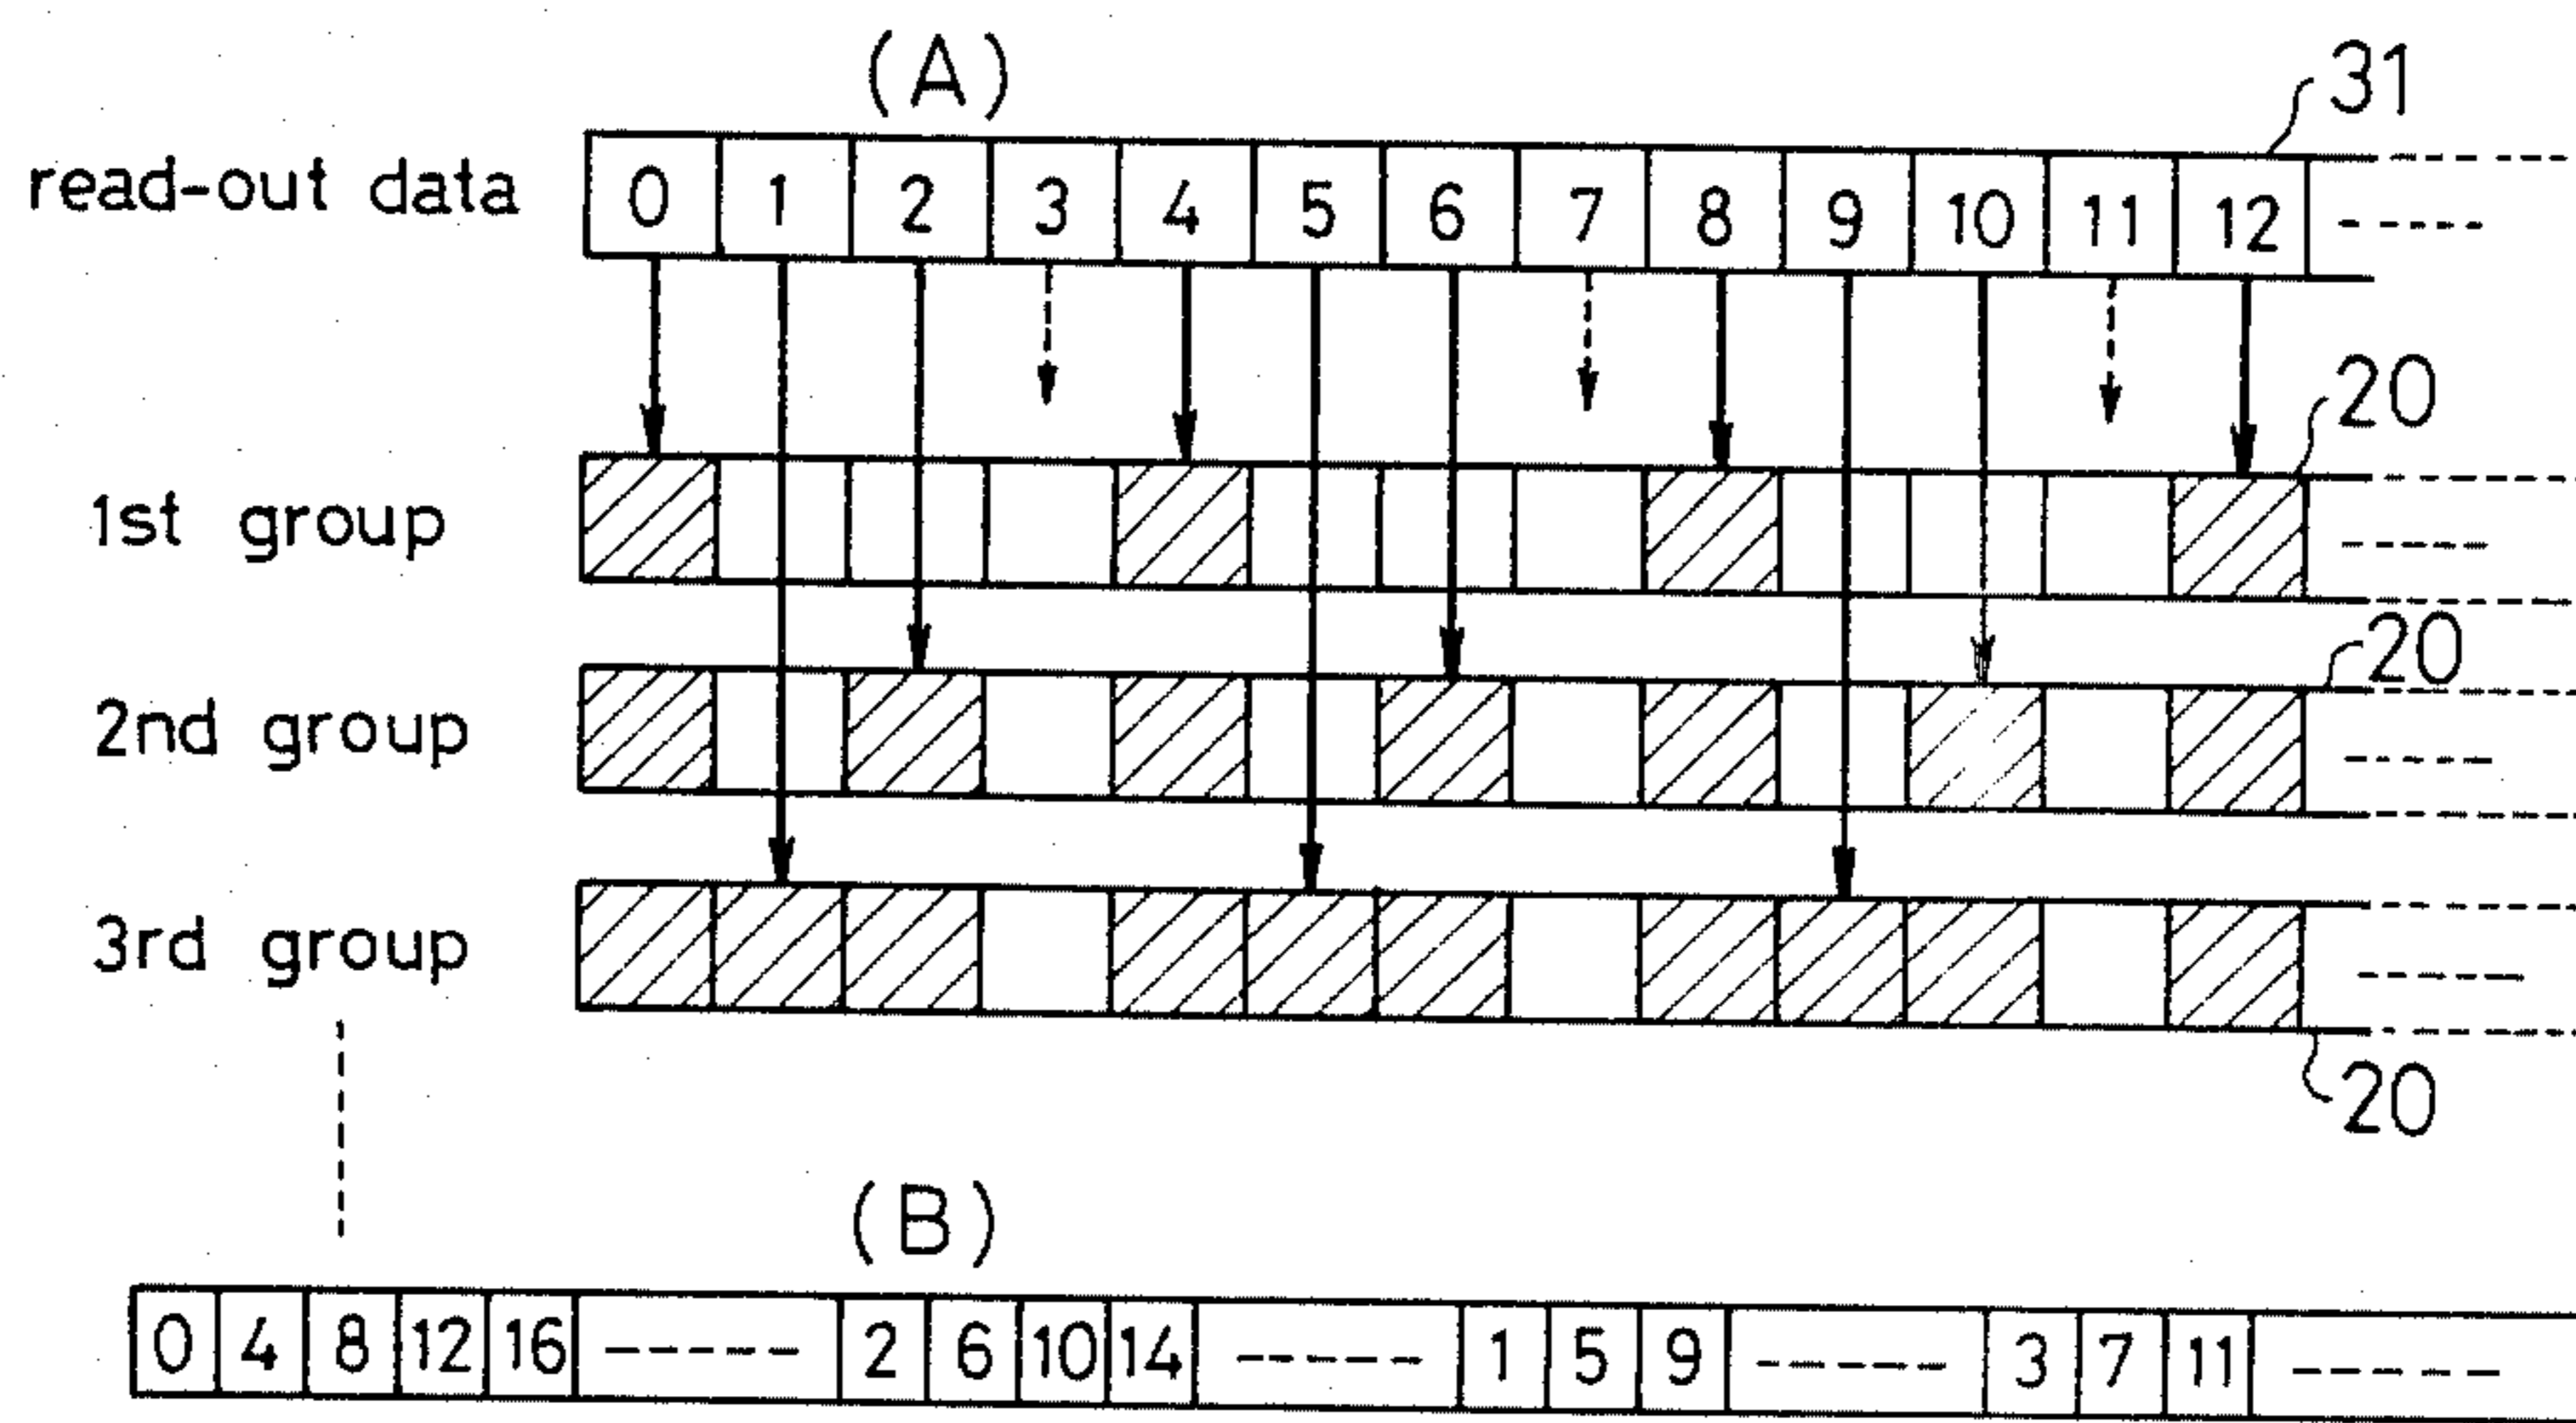 (A)
31
read-out data 0 1 2 3 4 5 6 7 8 9 10 11 12
20
1st group
20
2nd group
3rd group
20
(B)
0 4 8 12 16 2 6 10 14 1 5 9 3 7 11